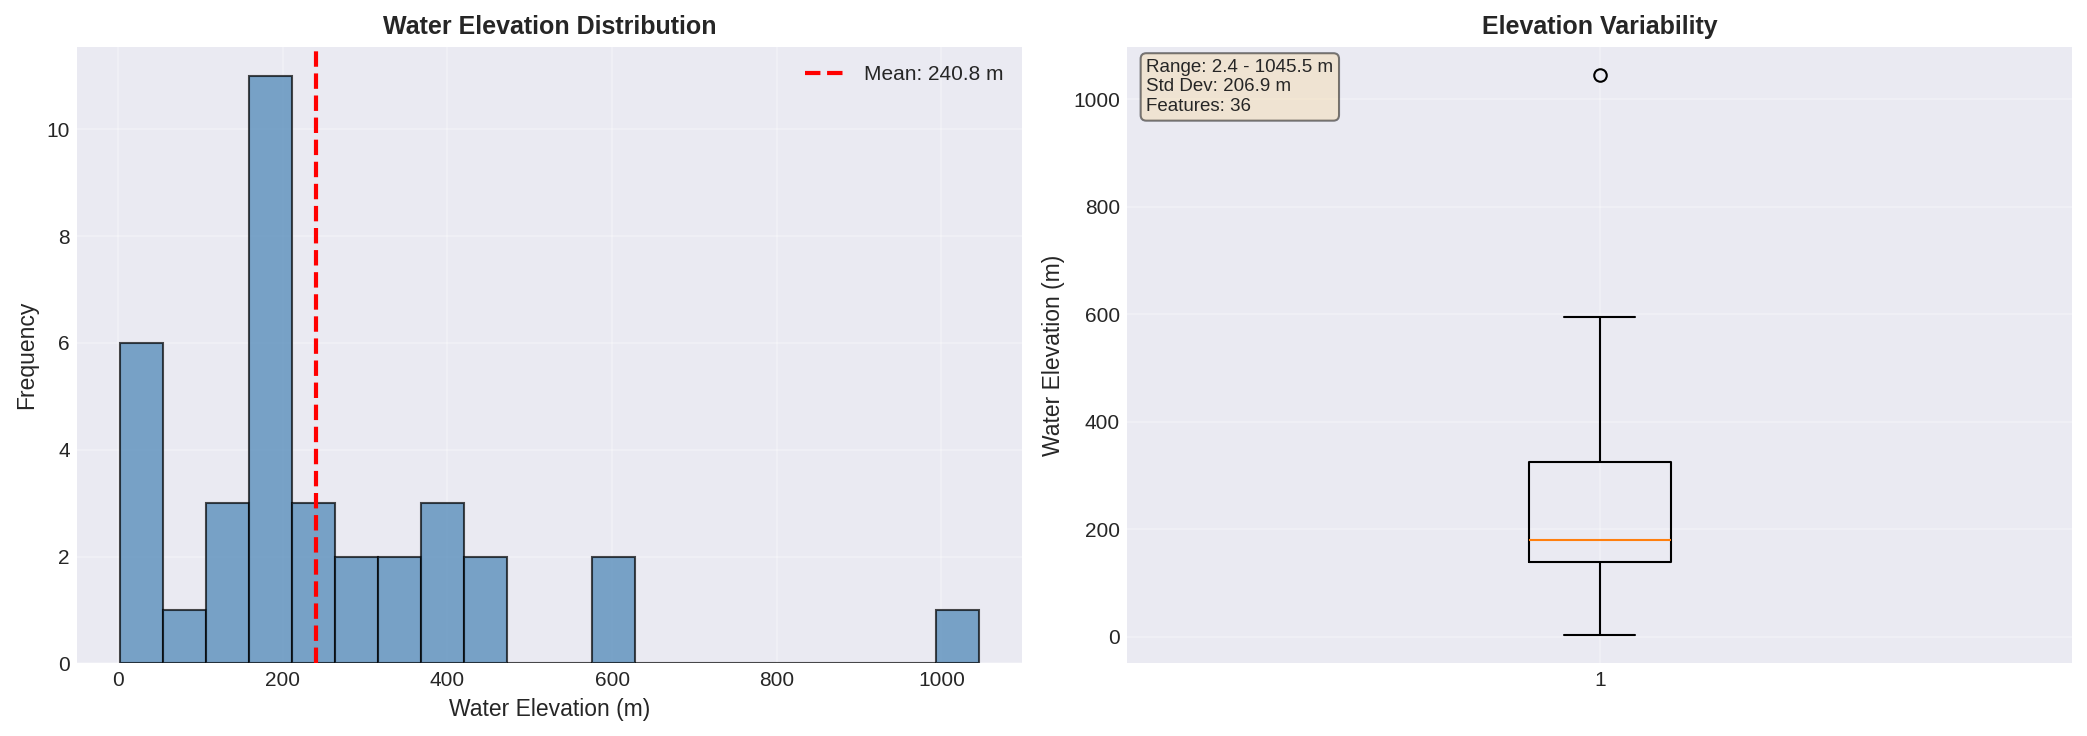 Water Elevation Distribution
Mean: 240.8 m
Frequency
10
8
6
4
2
0
0 200 400 600 800 1000
Water Elevation (m)
Elevation Variability
Range: 2.4 - 1045.5 m
Std Dev: 206.9 m
Features: 36
Water Elevation (m)
1000
800
600
400
200
0
1